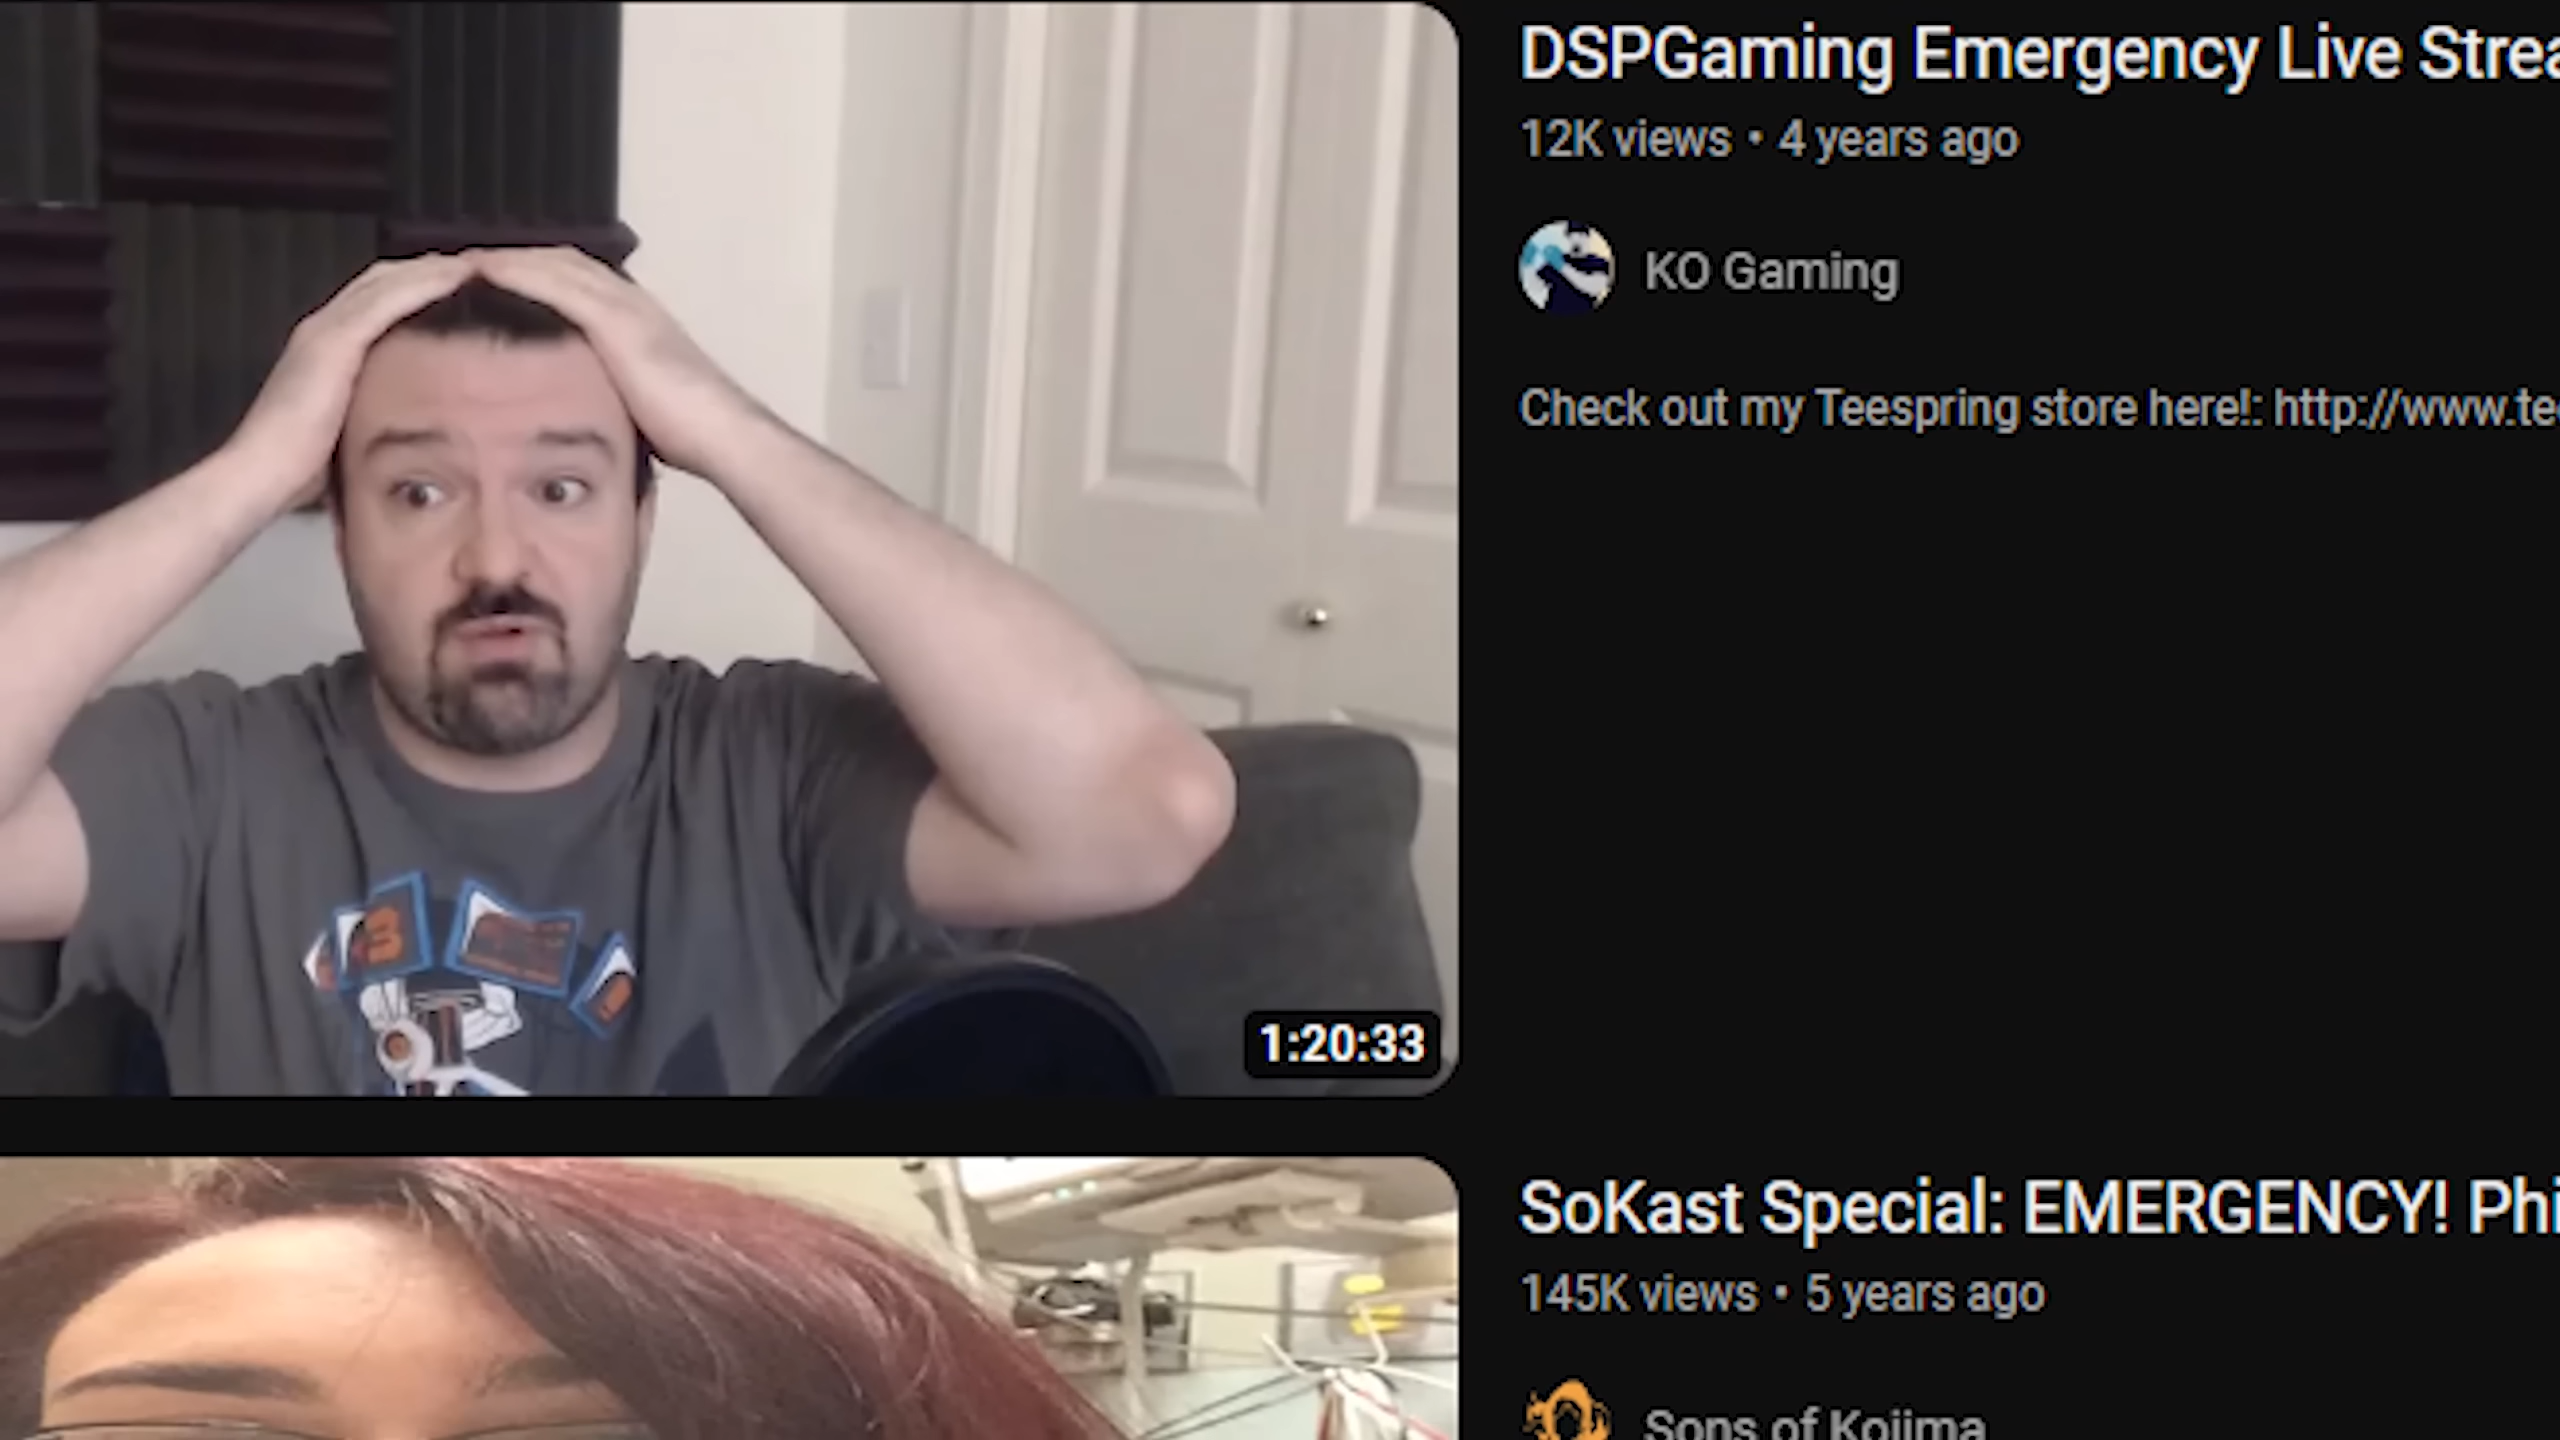 DSPGaming Emergency Live Strea
12K views • 4 years ago
KO Gaming
Check out my Teespring store here!: http://www.te
1:20:33
SoKast Special: EMERGENCY! Phi
145K views • 5 years ago
Sons of Kojima